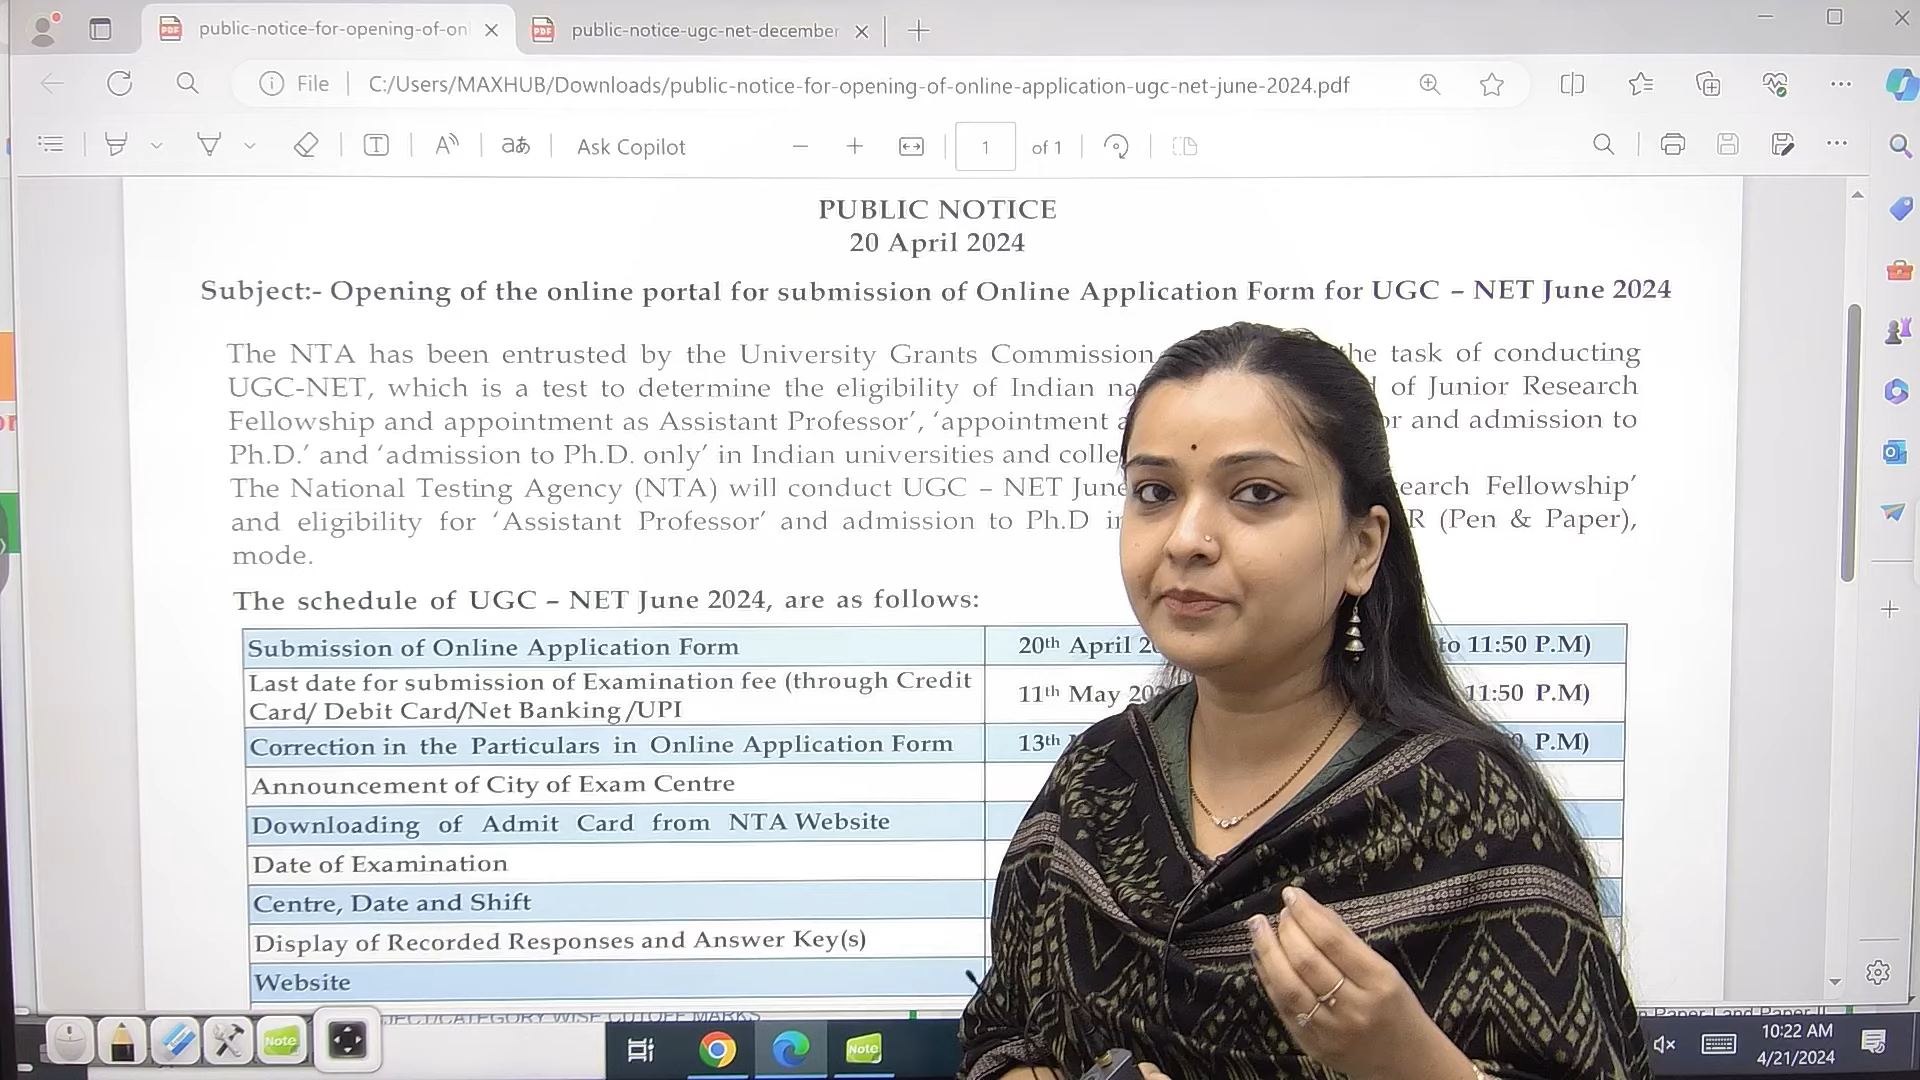 public-notice-for-opening-of-onl
public-notice-ugc-net-december
File
C:/Users/MAXHUB/Downloads/public-notice-for-opening-of-online-application-ugc-net-june-2024.pdf
T
A
aあ
Ask Copilot
1
of 1
PUBLIC NOTICE
20 April 2024
Subject:- Opening of the online portal for submission of Online Application Form for UGC – NET June 2024
The NTA has been entrusted by the University Grants Commission the task of conducting
UGC-NET, which is a test to determine the eligibility of Indian of Junior Research
Fellowship and appointment as Assistant Professor’, ‘appointment and admission to
Ph.D.’ and ‘admission to Ph.D. only’ in Indian universities and
The National Testing Agency (NTA) will conduct UGC – NET June Fellowship’
and eligibility for ‘Assistant Professor’ and admission to Ph.D (Pen & Paper),
mode.
The schedule of UGC – NET June 2024, are as follows:
Submission of Online Application Form 20th April to 11:50 P.M)
Last date for submission of Examination fee (through Credit
Card/ Debit Card/Net Banking /UPI 11th May 11:50 P.M)
Correction in the Particulars in Online Application Form 13th P.M)
Announcement of City of Exam Centre
Downloading of Admit Card from NTA Website
Date of Examination
Centre, Date and Shift
Display of Recorded Responses and Answer Key(s)
Website
CATEGORY WISE CUTOFF MARKS
Note
Note
10:22 AM
4/21/2024